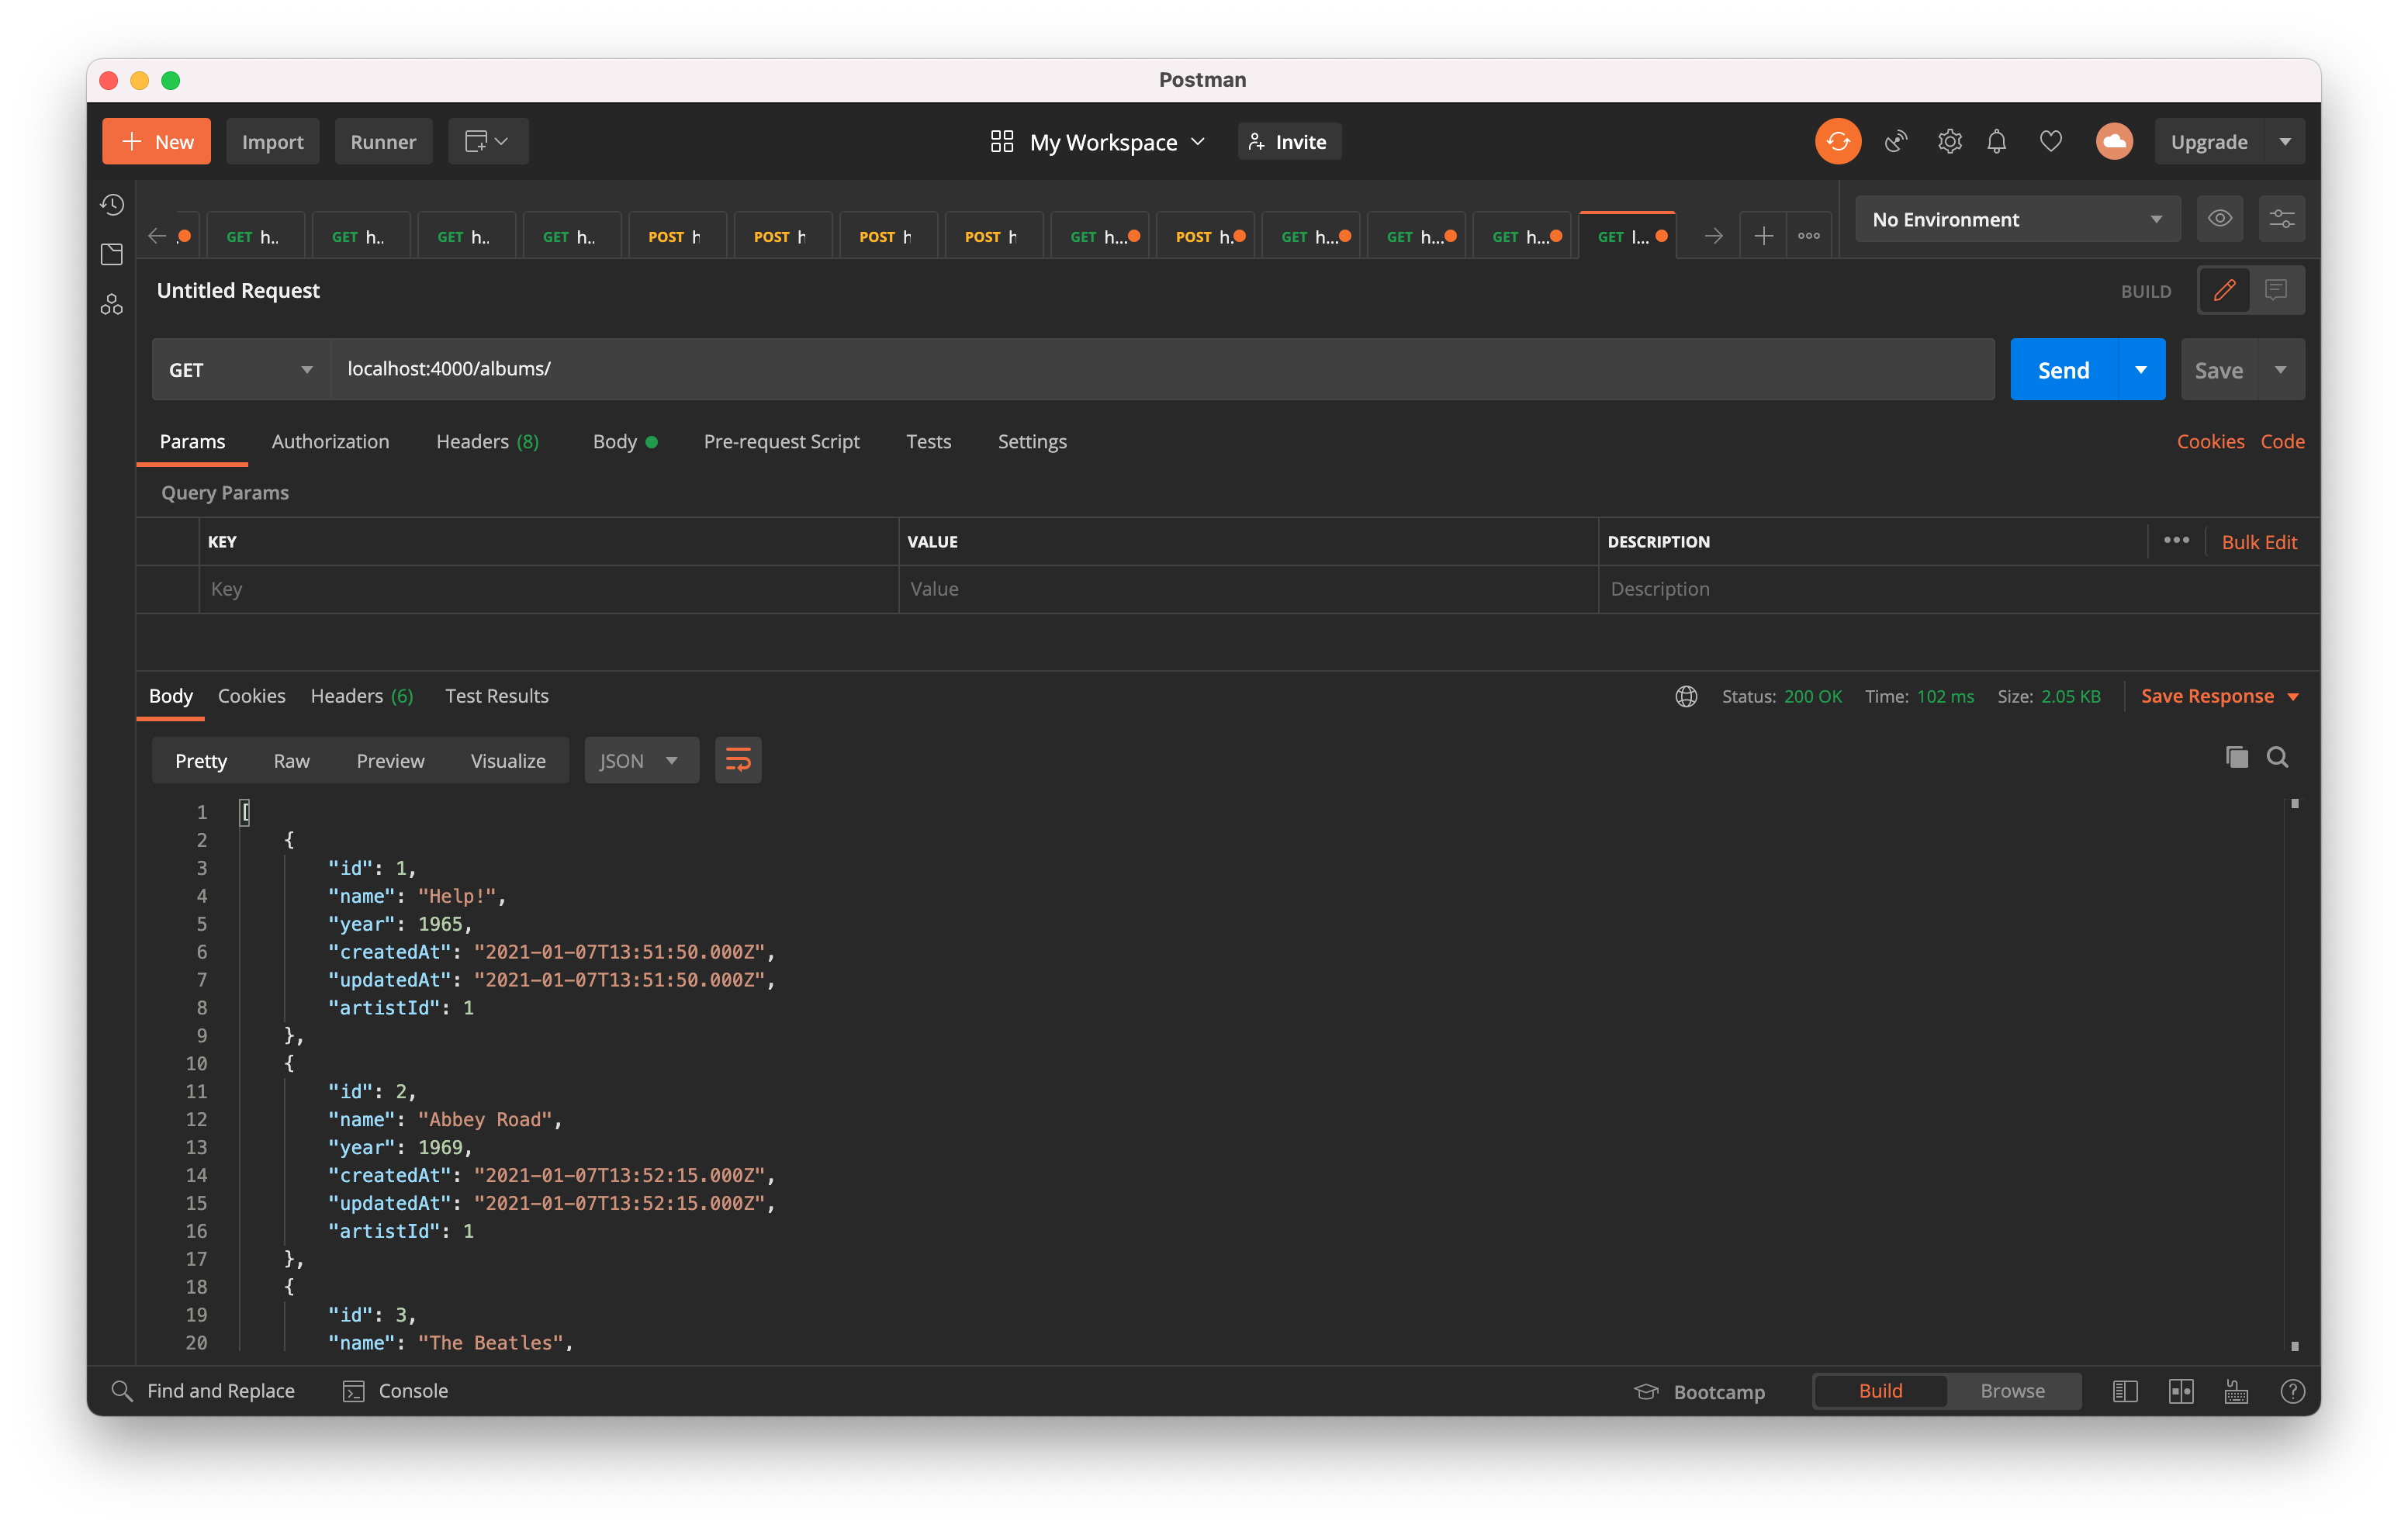 Postman
New Import Runner My Workspace Invite Upgrade
GET h.. GET h.. GET h.. GET h.. POST POST POST POST GET h... POST h. GET h... GET h... GET h... GET l... No Environment
Untitled Request BUILD
GET localhost:4000/albums/ Send Save
Params Authorization Headers (8) Body Pre-request Script Tests Settings Cookies Code
Query Params
KEY VALUE DESCRIPTION Bulk Edit
Key Value Description
Body Cookies Headers (6) Test Results Status: 200 OK Time: 102 ms Size: 2.05 KB Save Response
Pretty Raw Preview Visualize JSON
1 [
2 {
3 "id": 1,
4 "name": "Help!",
5 "year": 1965,
6 "createdAt": "2021-01-07T13:51:50.000Z",
7 "updatedAt": "2021-01-07T13:51:50.000Z",
8 "artistId": 1
9 },
10 {
11 "id": 2,
12 "name": "Abbey Road",
13 "year": 1969,
14 "createdAt": "2021-01-07T13:52:15.000Z",
15 "updatedAt": "2021-01-07T13:52:15.000Z",
16 "artistId": 1
17 },
18 {
19 "id": 3,
20 "name": "The Beatles",
Find and Replace Console Bootcamp Build Browse